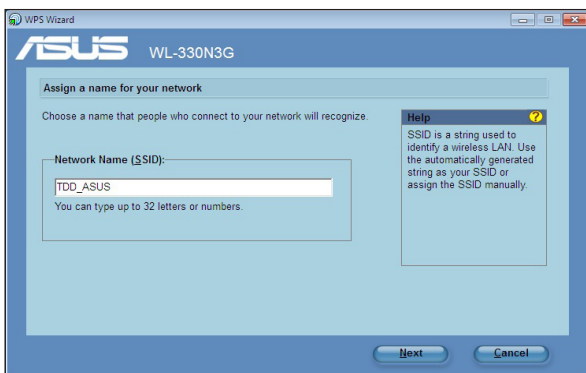 WPS Wizard
ASUS WL-330N3G
Assign a name for your network
Choose a name that people who connect to your network will recognize.
Network Name (SSID):
TDD_ASUS
You can type up to 32 letters or numbers.
Help
SSID is a string used to
identify a wireless LAN. Use
the automatically generated
string as your SSID or
assign the SSID manually.
Next
Cancel